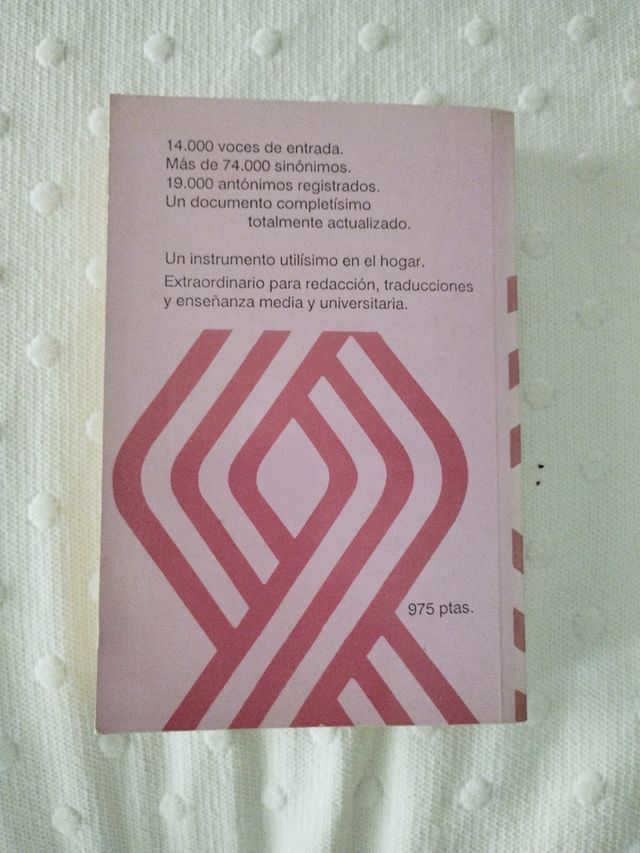 14.000 voces de entrada.
Más de 74.000 sinónimos.
19.000 antónimos registrados.
Un documento completísimo
totalmente actualizado.
Un instrumento utilísimo en el hogar.
Extraordinario para redacción, traducciones
y enseñanza media y universitaria.
975 ptas.